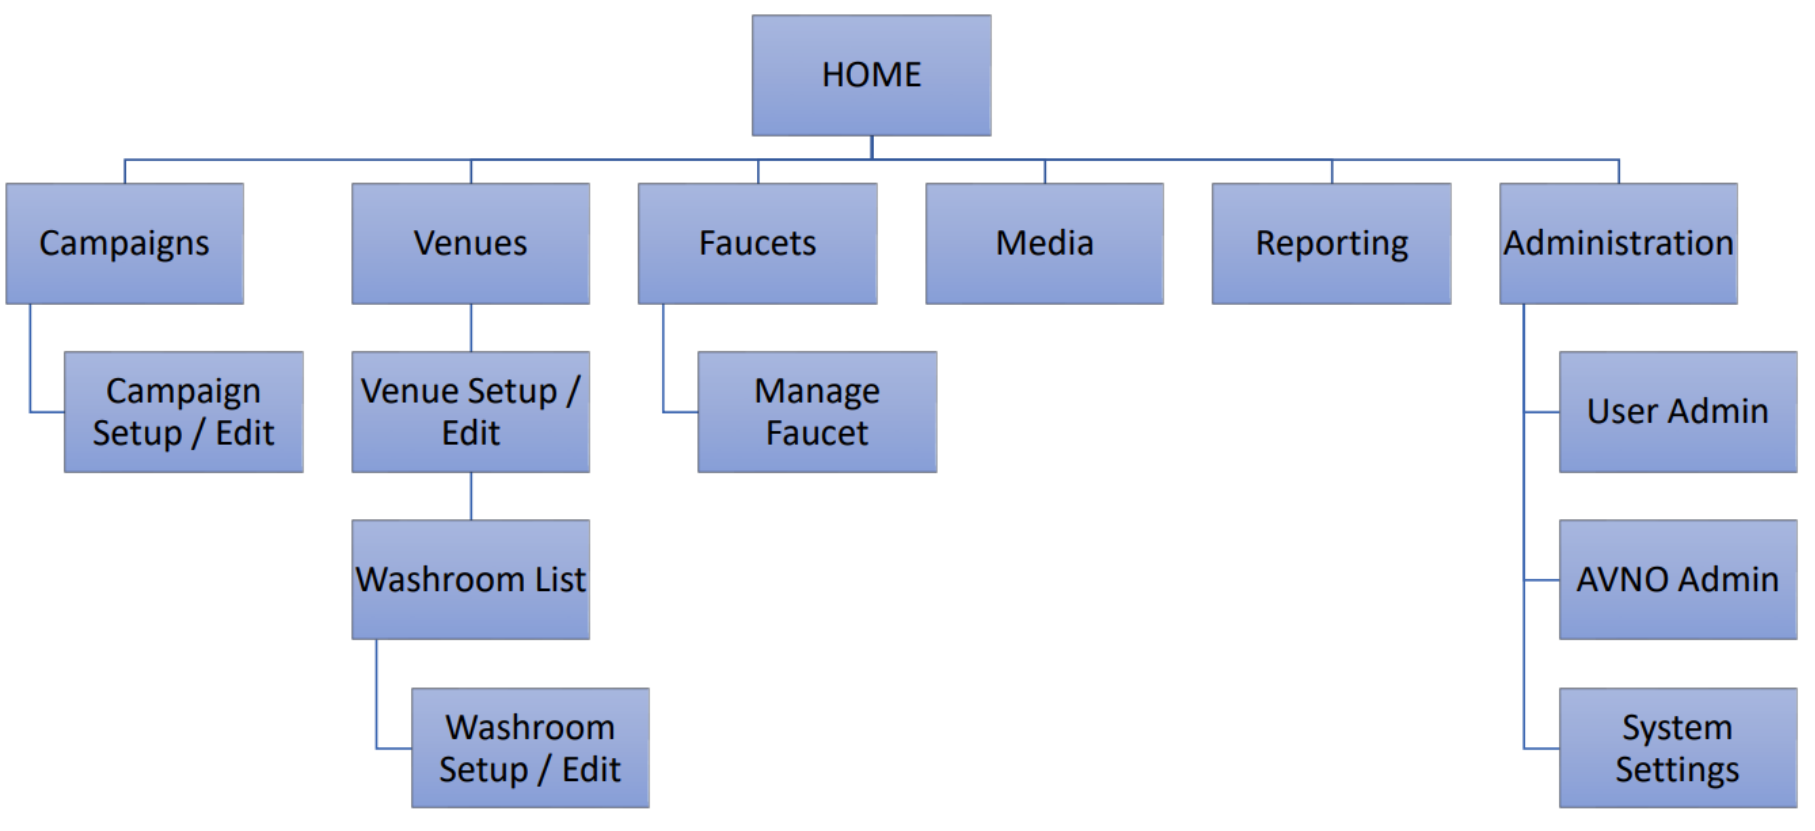 HOME
Campaigns
Venues
Faucets
Media
Reporting
Administration
Campaign
Setup / Edit
Venue Setup /
Edit
Manage
Faucet
User Admin
Washroom List
AVNO Admin
Washroom
Setup / Edit
System
Settings